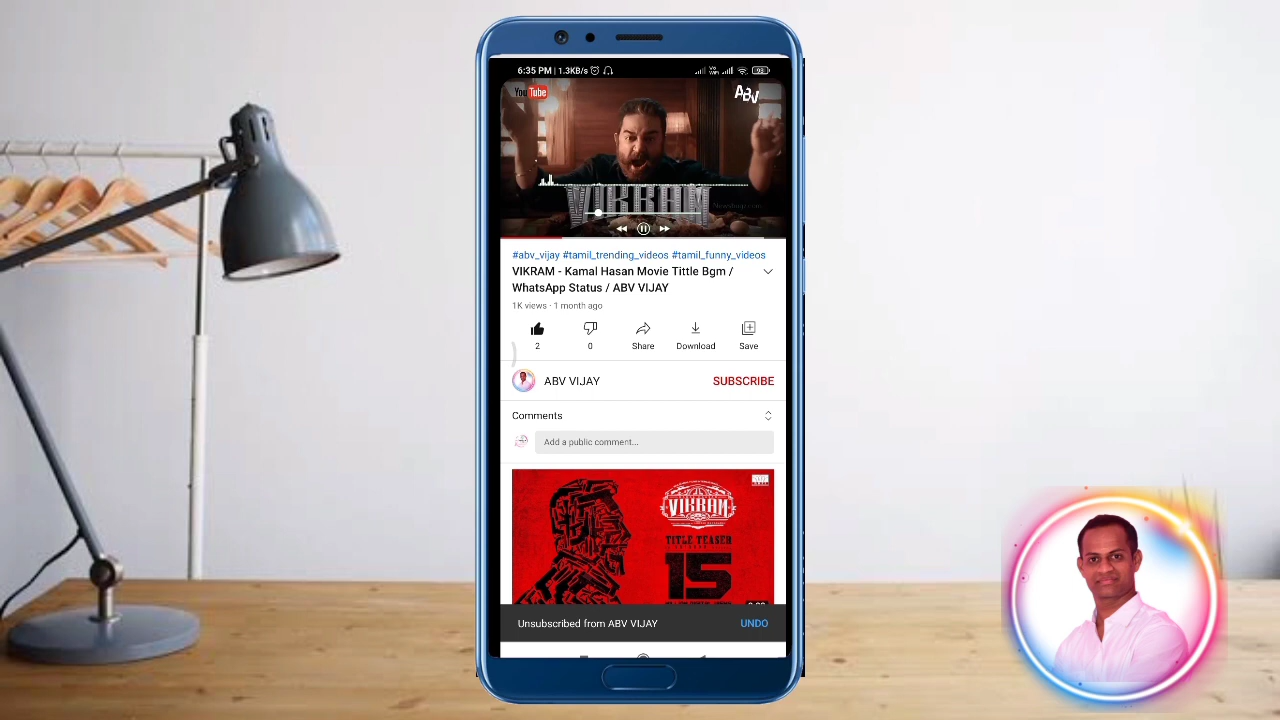 6:35 PM | 1.3KB/s
YouTube
ABV
VIKRAM
#abv_vijay #tamil_trending_videos #tamil_funny_videos
VIKRAM - Kamal Hasan Movie Tittle Bgm /
WhatsApp Status / ABV VIJAY
1K views · 1 month ago
2
0
Share
Download
Save
ABV VIJAY
SUBSCRIBE
Comments
Add a public comment...
VIKRAM
TITLE TEASER
15
Unsubscribed from ABV VIJAY
UNDO